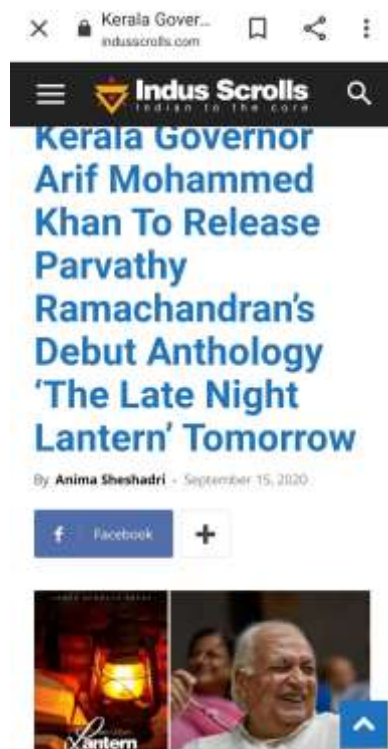 Kerala Gover...
indusscrolls.com
Indus Scrolls
Indian to the core
Kerala Governor
Arif Mohammed
Khan To Release
Parvathy
Ramachandran's
Debut Anthology
'The Late Night
Lantern' Tomorrow
By Anima Sheshadri - September 15, 2020
f Facebook +
Lantern